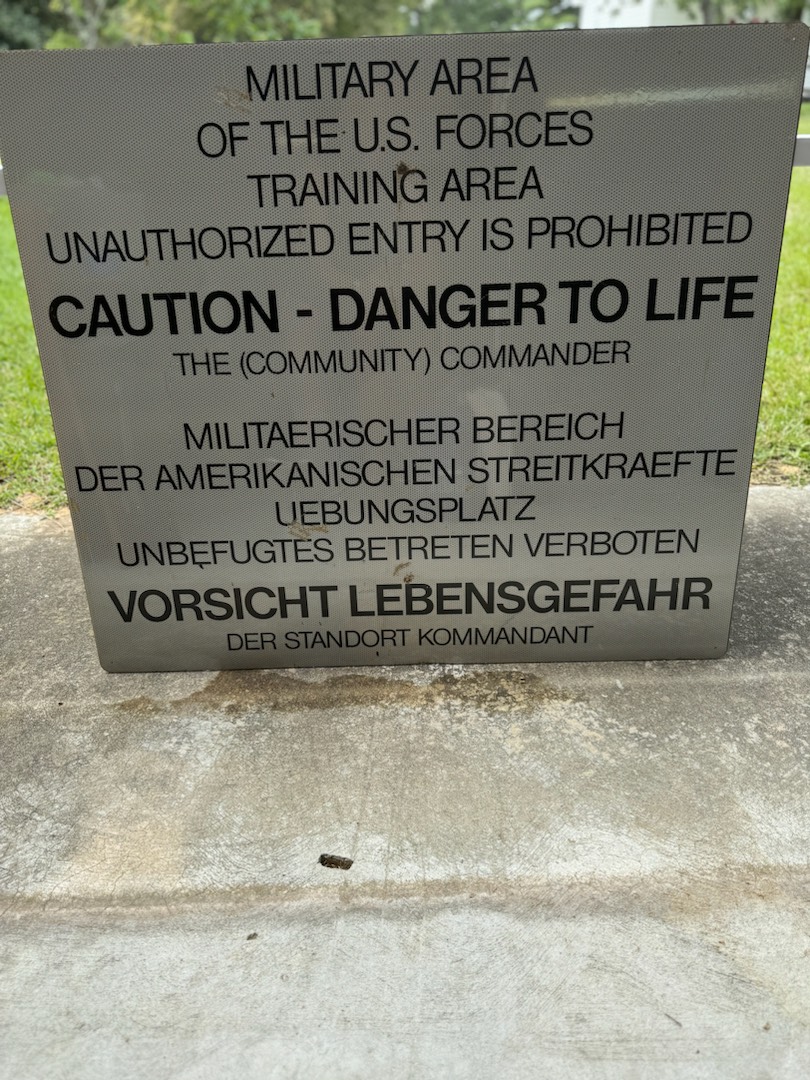 MILITARY AREA
OF THE U.S. FORCES
TRAINING AREA
UNAUTHORIZED ENTRY IS PROHIBITED
CAUTION - DANGER TO LIFE
THE (COMMUNITY) COMMANDER
MILITAERISCHER BEREICH
DER AMERIKANISCHEN STREITKRAEFTE
UEBUNGSPLATZ
UNBEFUGTES BETRETEN VERBOTEN
VORSICHT LEBENSGEFAHR
DER STANDORT KOMMANDANT